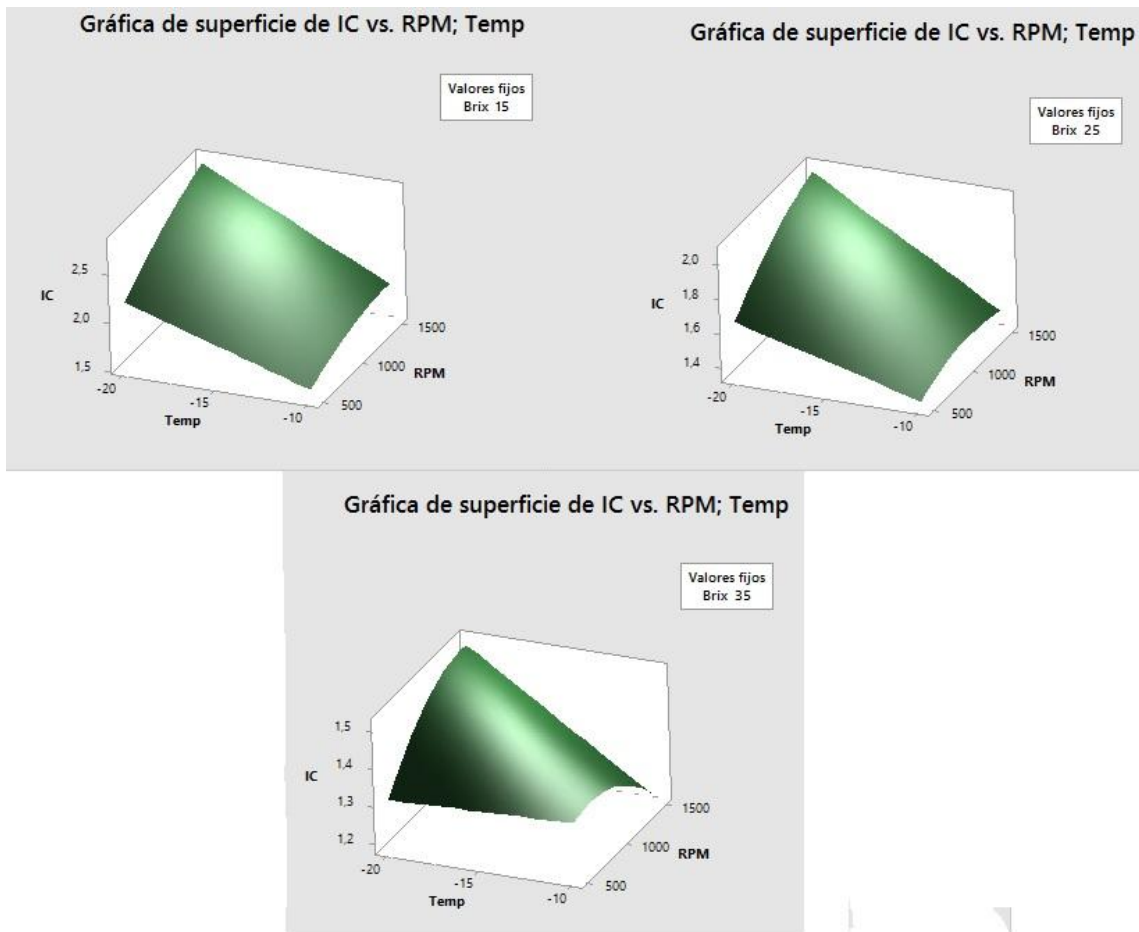 Gráfica de superficie de IC vs. RPM; Temp
Valores fijos
Brix 15
2,5
IC
2,0
1,5
-20
-15
-10
Temp
500
1000
1500
RPM
Gráfica de superficie de IC vs. RPM; Temp
Valores fijos
Brix 25
2,0
1,8
IC
1,6
1,4
-20
-15
-10
Temp
500
1000
1500
RPM
Gráfica de superficie de IC vs. RPM; Temp
Valores fijos
Brix 35
1,5
1,4
IC
1,3
1,2
-20
-15
-10
Temp
500
1000
1500
RPM